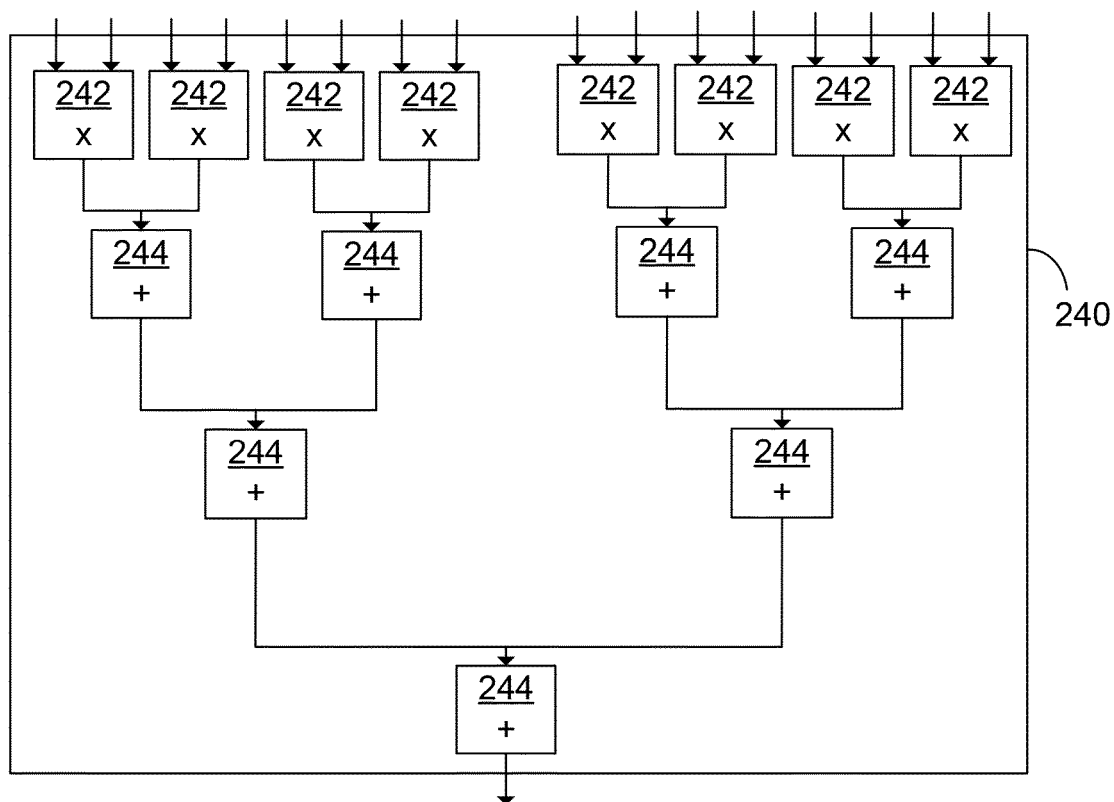 242 242 242 242 242 242 242 242
x x x x x x x x
244 244 244 244
+ + + +
240
244 244
+ +
244
+